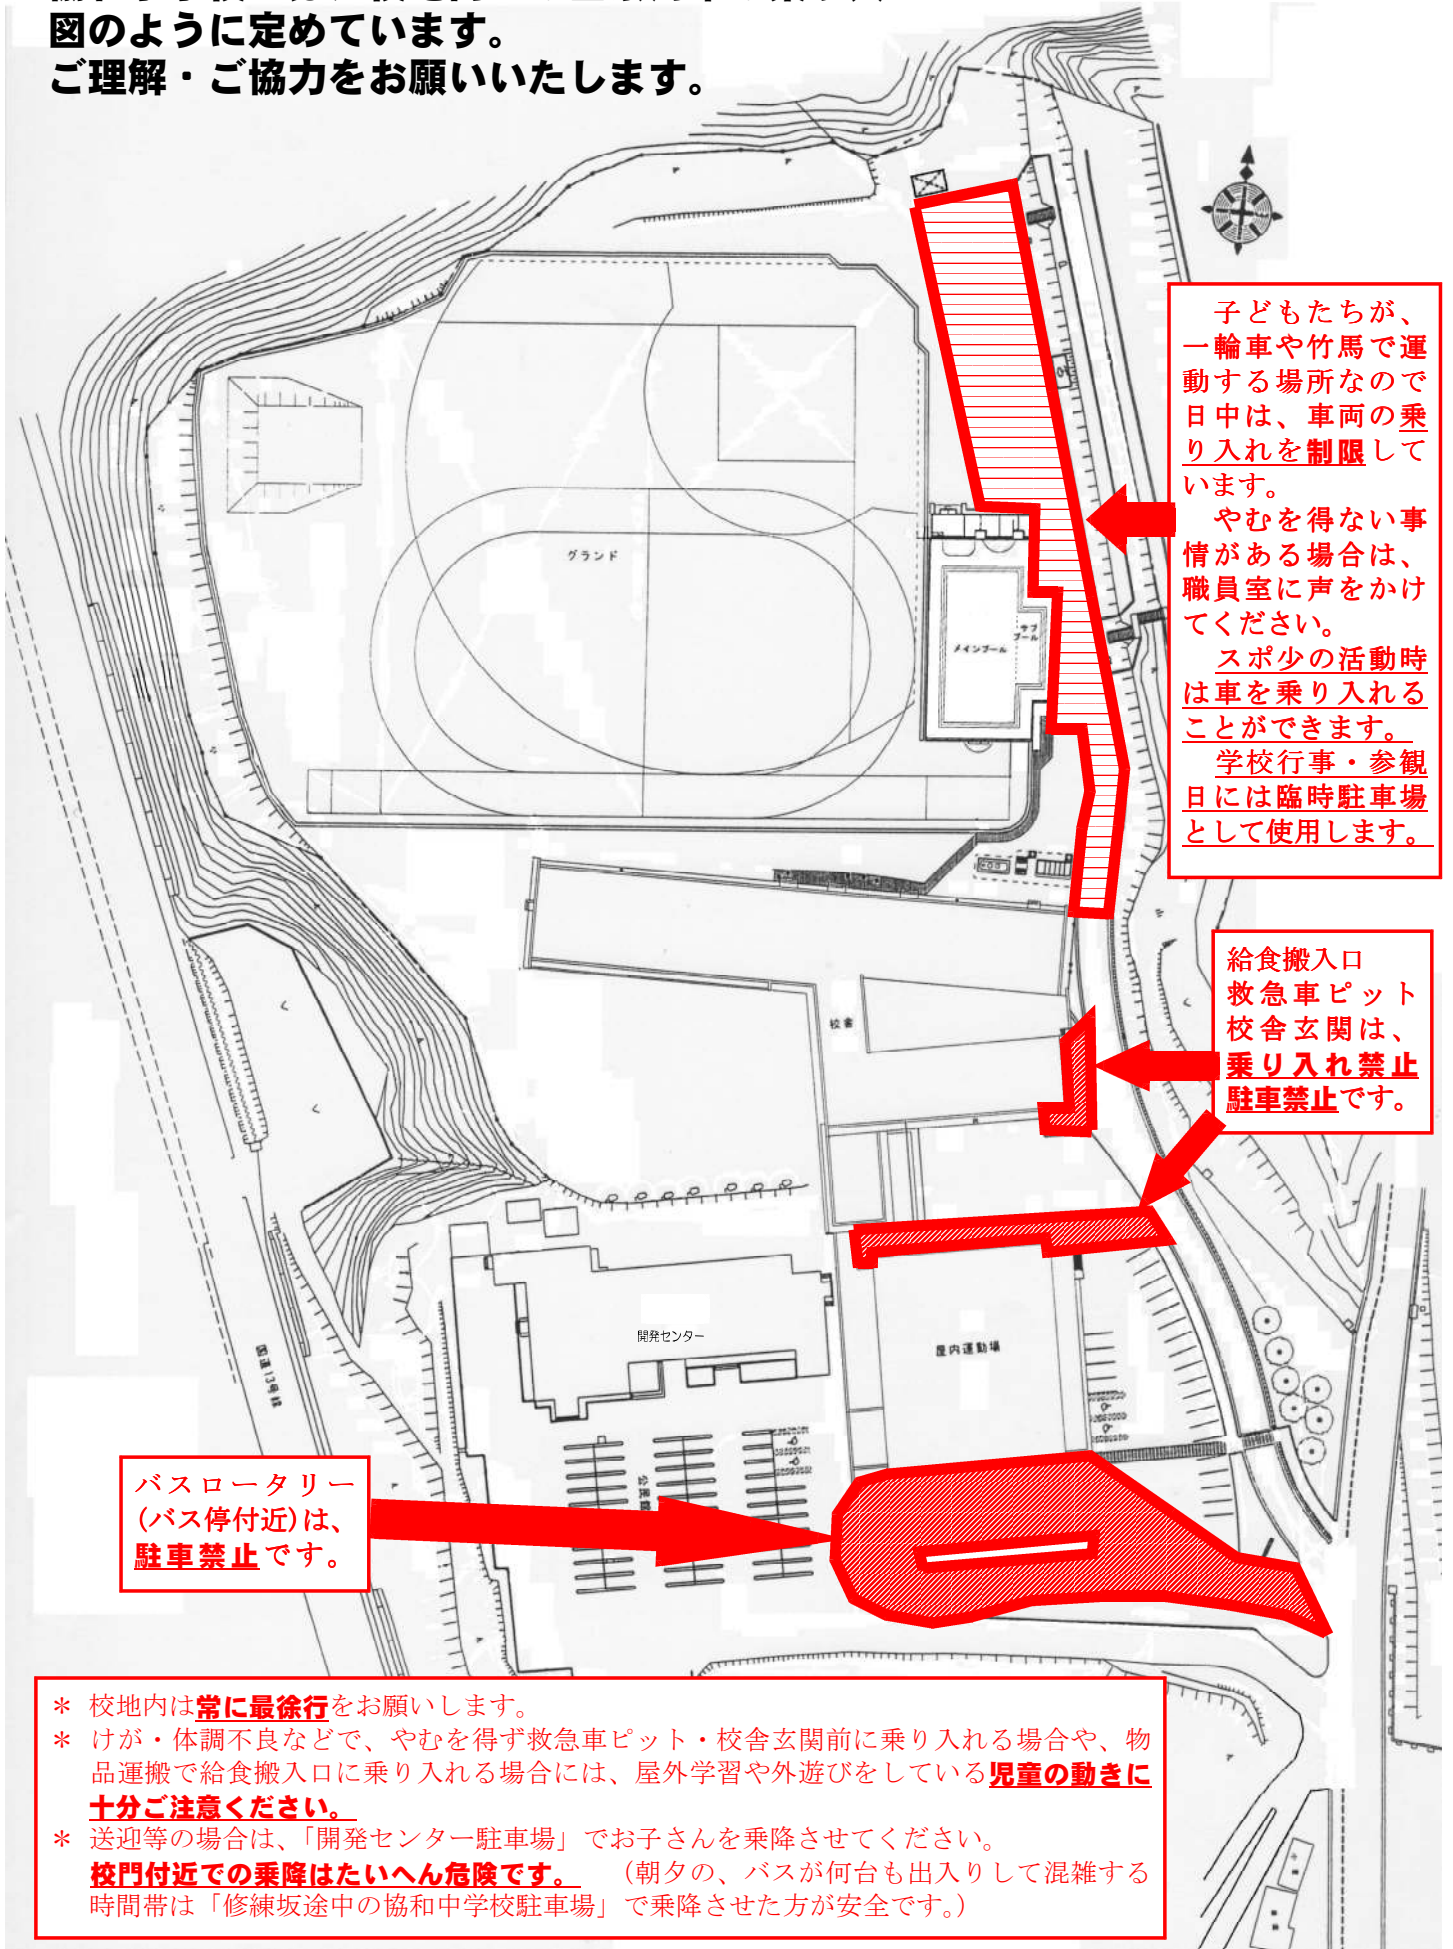 図のように定めています。
ご理解・ご協力をお願いいたします。
子どもたちが、
一輪車や竹馬で運
動する場所なので
日中は、車両の乗
り入れを制限して
います。
やむを得ない事
情がある場合は、
職員室に声をかけ
てください。
スポ少の活動時
は車を乗り入れる
ことができます。
学校行事・参観
日には臨時駐車場
として使用します。
グランド
サブ
プール
メインプール
給食搬入口
救急車ピット
校舎玄関は、
乗り入れ禁止
駐車禁止です。
校舎
開発センター
屋内運動場
国道13号線
公民館
バスロータリー
(バス停付近)は、
駐車禁止です。
＊ 校地内は常に最徐行をお願いします。
＊ けが・体調不良などで、やむを得ず救急車ピット・校舎玄関前に乗り入れる場合や、物
品運搬で給食搬入口に乗り入れる場合には、屋外学習や外遊びをしている児童の動きに
十分ご注意ください。
＊ 送迎等の場合は、「開発センター駐車場」でお子さんを乗降させてください。
校門付近での乗降はたいへん危険です。 （朝夕の、バスが何台も出入りして混雑する
時間帯は「修練坂途中の協和中学校駐車場」で乗降させた方が安全です。）